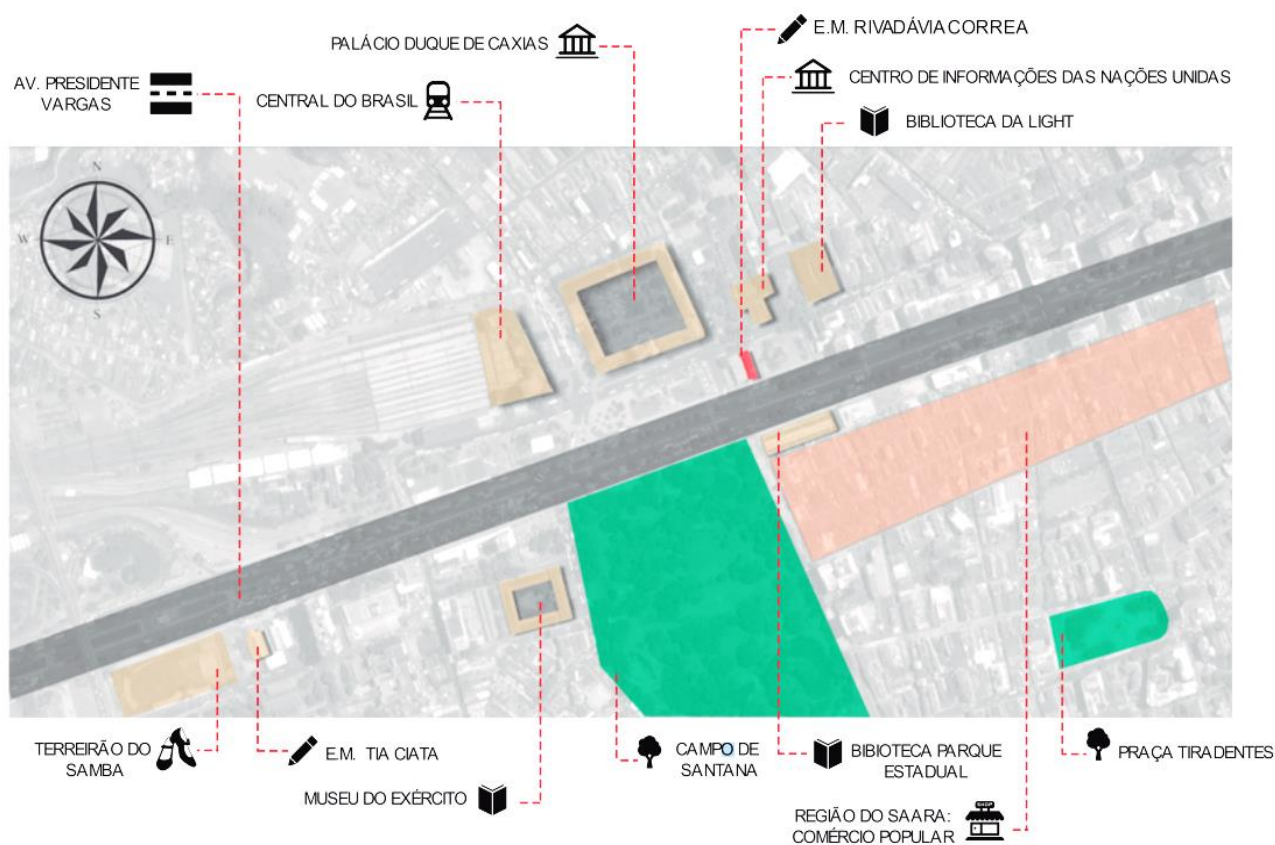 E.M. RIVADÁVIA CORREA
PALÁCIO DUQUE DE CAXIAS
CENTRO DE INFORMAÇÕES DAS NAÇÕES UNIDAS
AV. PRESIDENTE
VARGAS
CENTRAL DO BRASIL
BIBLIOTECA DA LIGHT
N
W
E
S
TERREIRÃO DO
SAMBA
E.M. TIA CIATA
MUSEU DO EXÉRCITO
CAMPO DE
SANTANA
BIBIOTECA PARQUE
ESTADUAL
PRAÇA TIRADENTES
REGIÃO DO SAARA:
COMÉRCIO POPULAR
SHOP